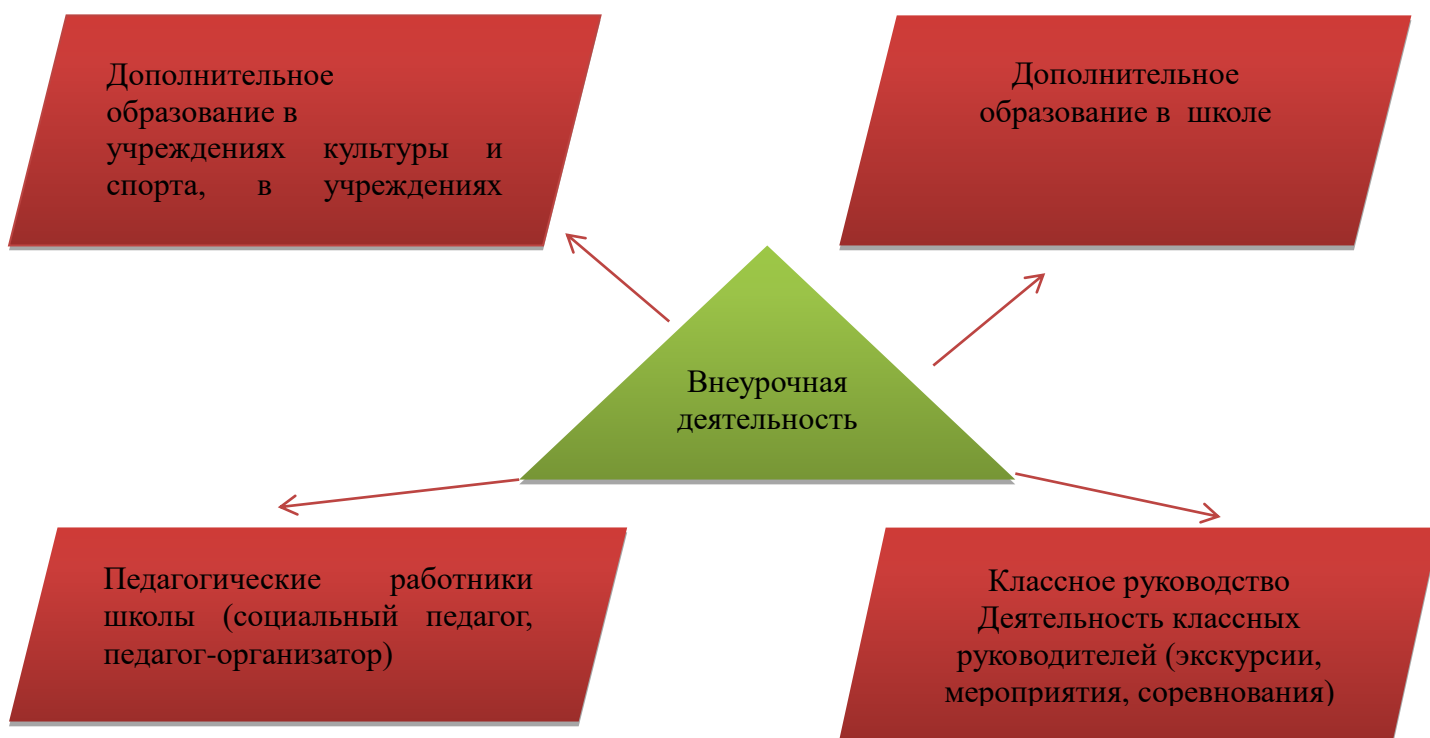 Дополнительное
образование в
учреждениях культуры и
спорта, в учреждениях
Дополнительное
образование в школе
Внеурочная
деятельность
Педагогические работники
школы (социальный педагог,
педагог-организатор)
Классное руководство
Деятельность классных
руководителей (экскурсии,
мероприятия, соревнования)